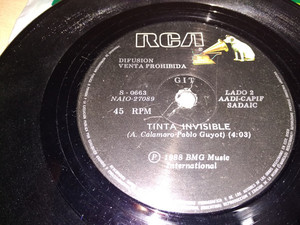 RCA
DIFUSION
VENTA PROHIBIDA
GIT
S - 0663
NAJO-27089
45 RPM
LADO 2
AADI-CAPIF
SADAIC
TINTA INVISIBLE
(A. Calamaro-Pablo Guyot) (4:03)
Ⓟ 1988 BMG Music
International